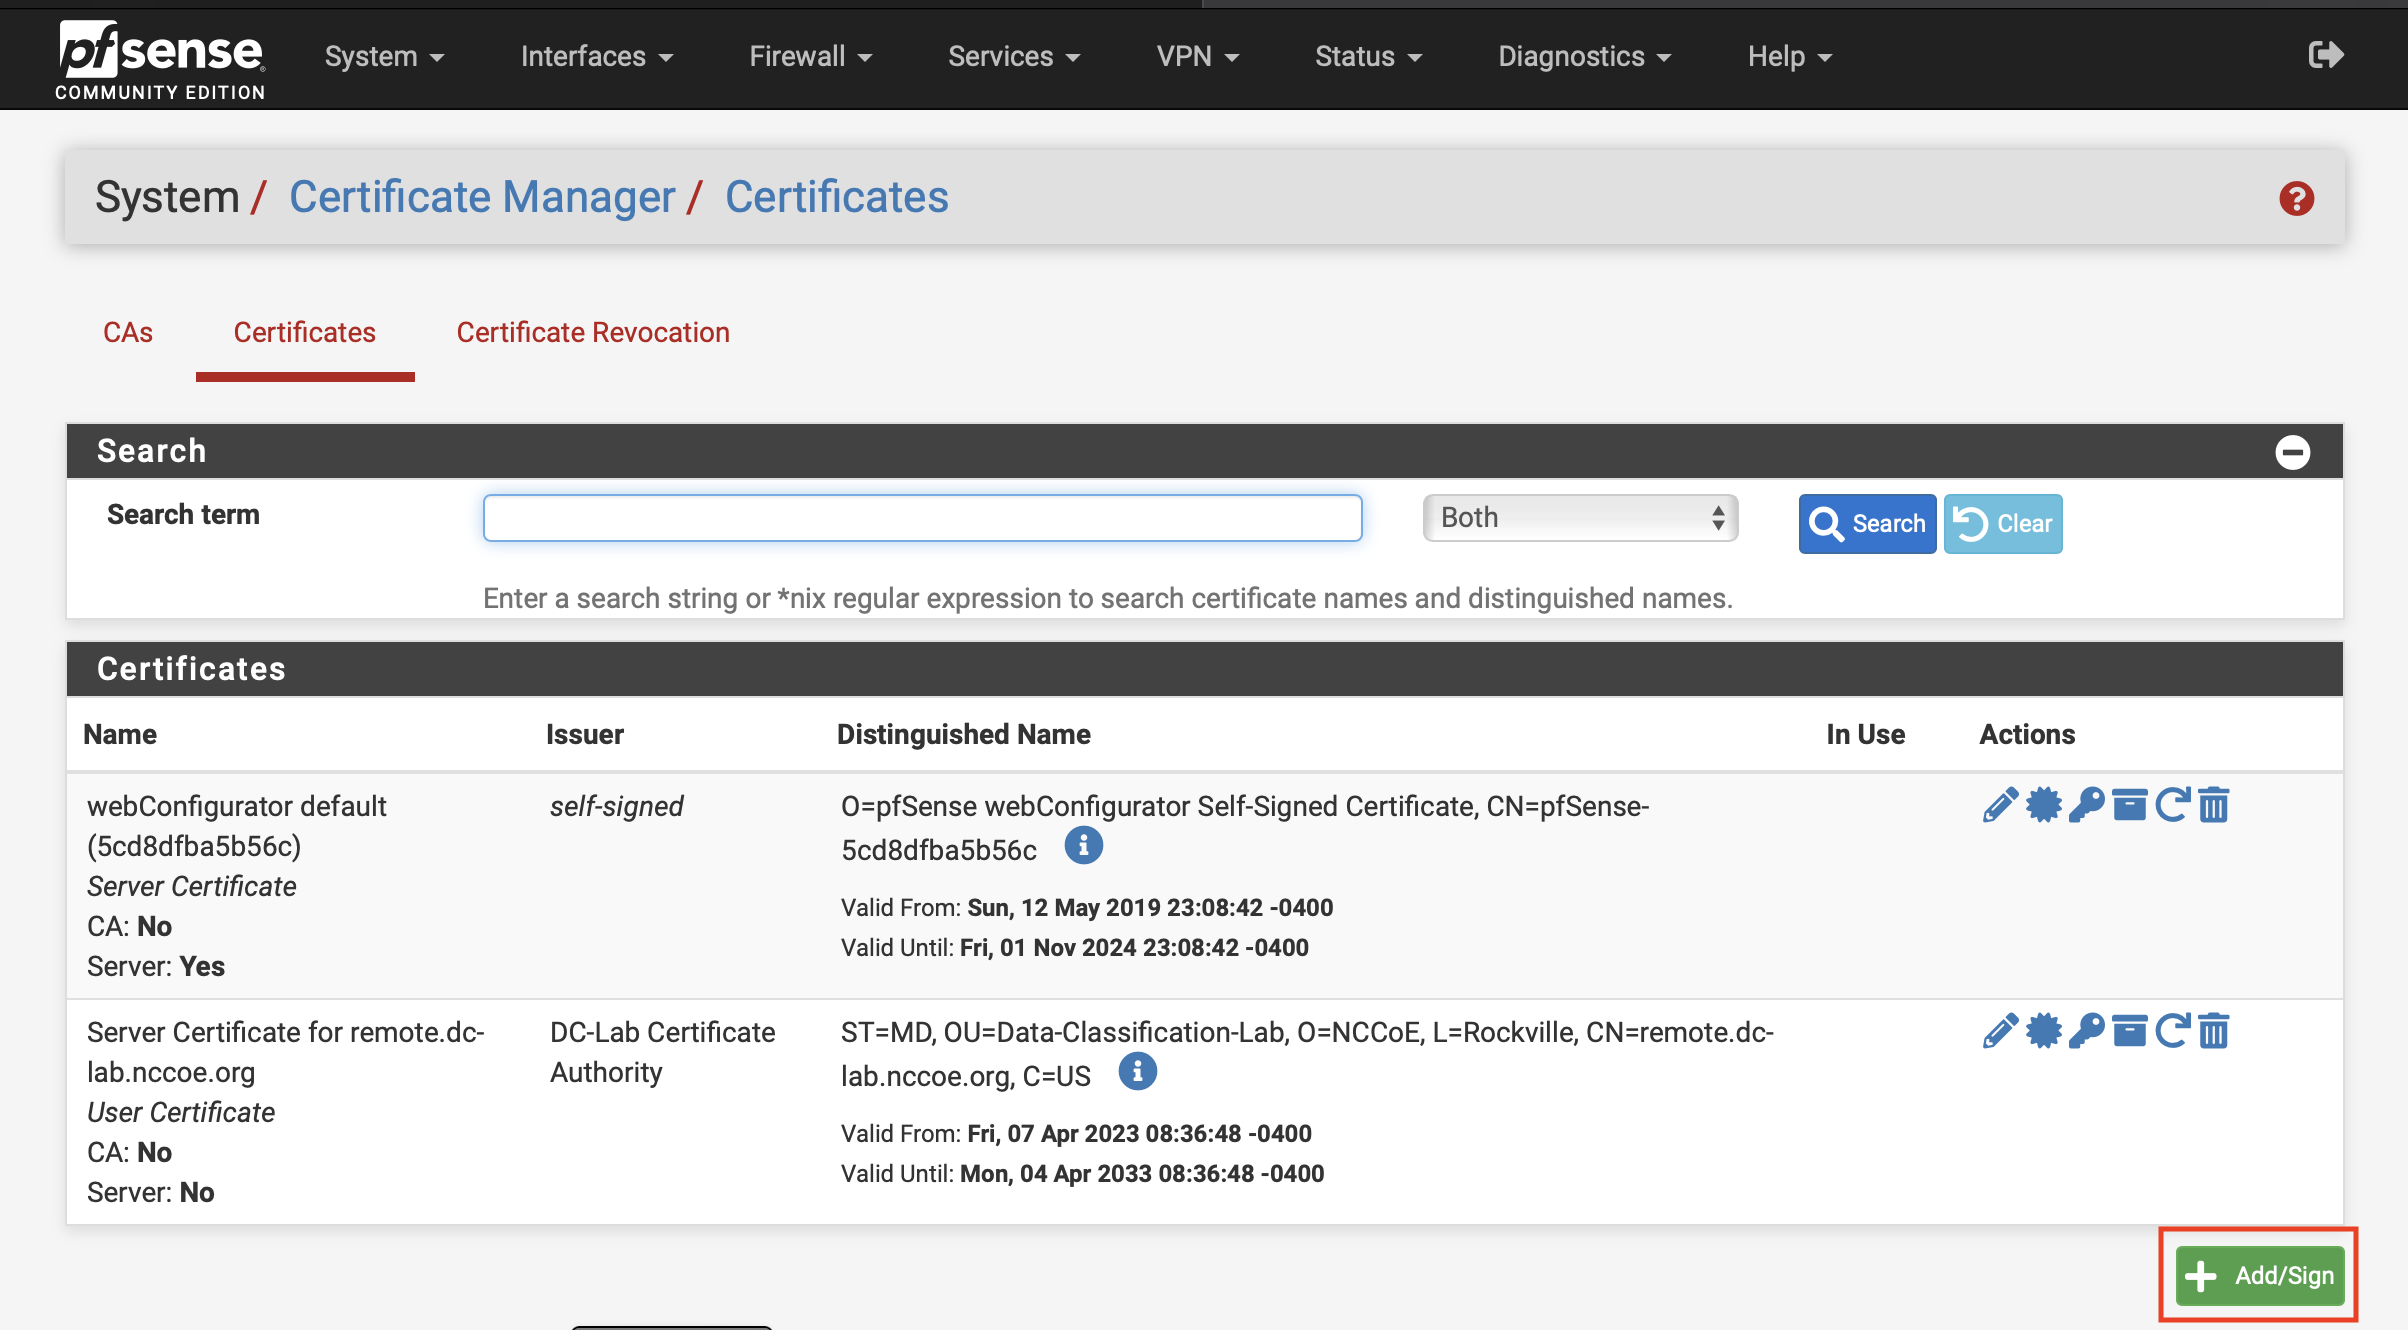 pfsense
COMMUNITY EDITION
System Interfaces Firewall Services VPN Status Diagnostics Help
System / Certificate Manager / Certificates
CAs Certificates Certificate Revocation
Search
Search term Both Search Clear
Enter a search string or *nix regular expression to search certificate names and distinguished names.
Certificates
Name Issuer Distinguished Name In Use Actions
webConfigurator default
(5cd8dfba5b56c)
Server Certificate
CA: No
Server: Yes
self-signed
O=pfSense webConfigurator Self-Signed Certificate, CN=pfSense-
5cd8dfba5b56c
Valid From: Sun, 12 May 2019 23:08:42 -0400
Valid Until: Fri, 01 Nov 2024 23:08:42 -0400
Server Certificate for remote.dc-
lab.nccoe.org
User Certificate
CA: No
Server: No
DC-Lab Certificate
Authority
ST=MD, OU=Data-Classification-Lab, O=NCCoE, L=Rockville, CN=remote.dc-
lab.nccoe.org, C=US
Valid From: Fri, 07 Apr 2023 08:36:48 -0400
Valid Until: Mon, 04 Apr 2033 08:36:48 -0400
Add/Sign